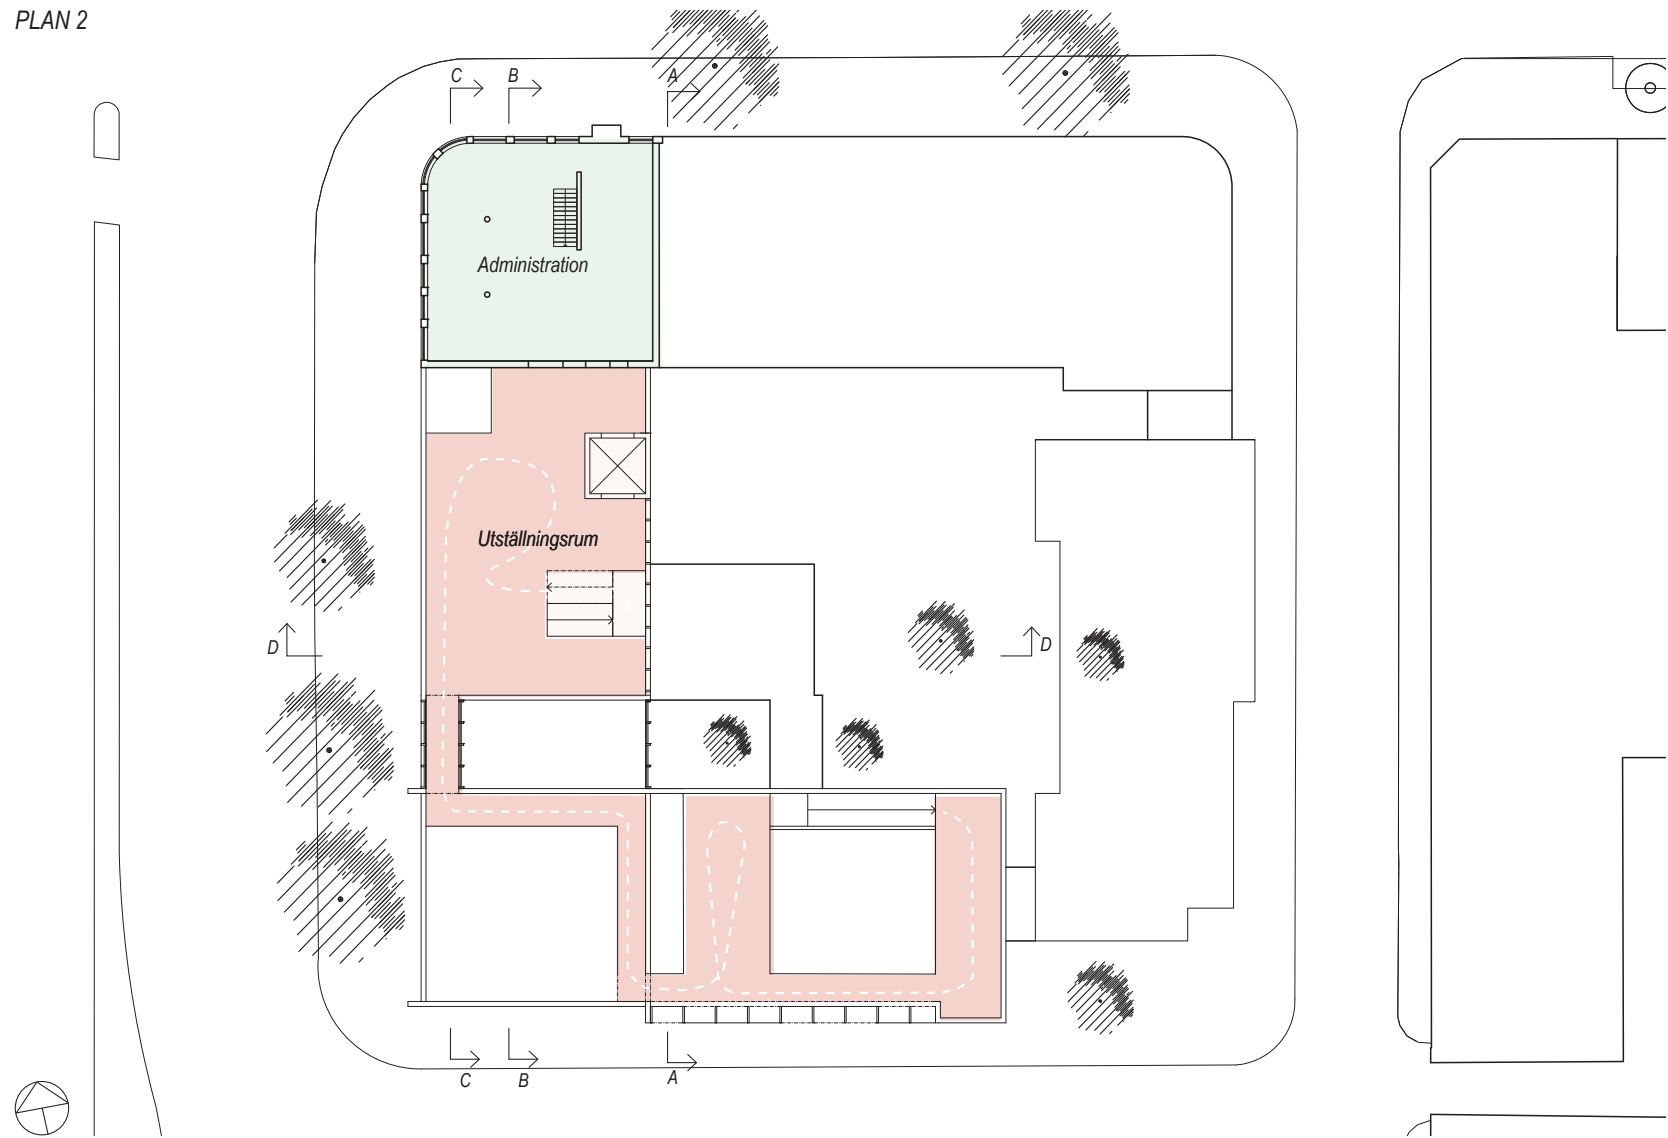 PLAN 2
C B A
Administration
Utställningsrum
D D
C B A